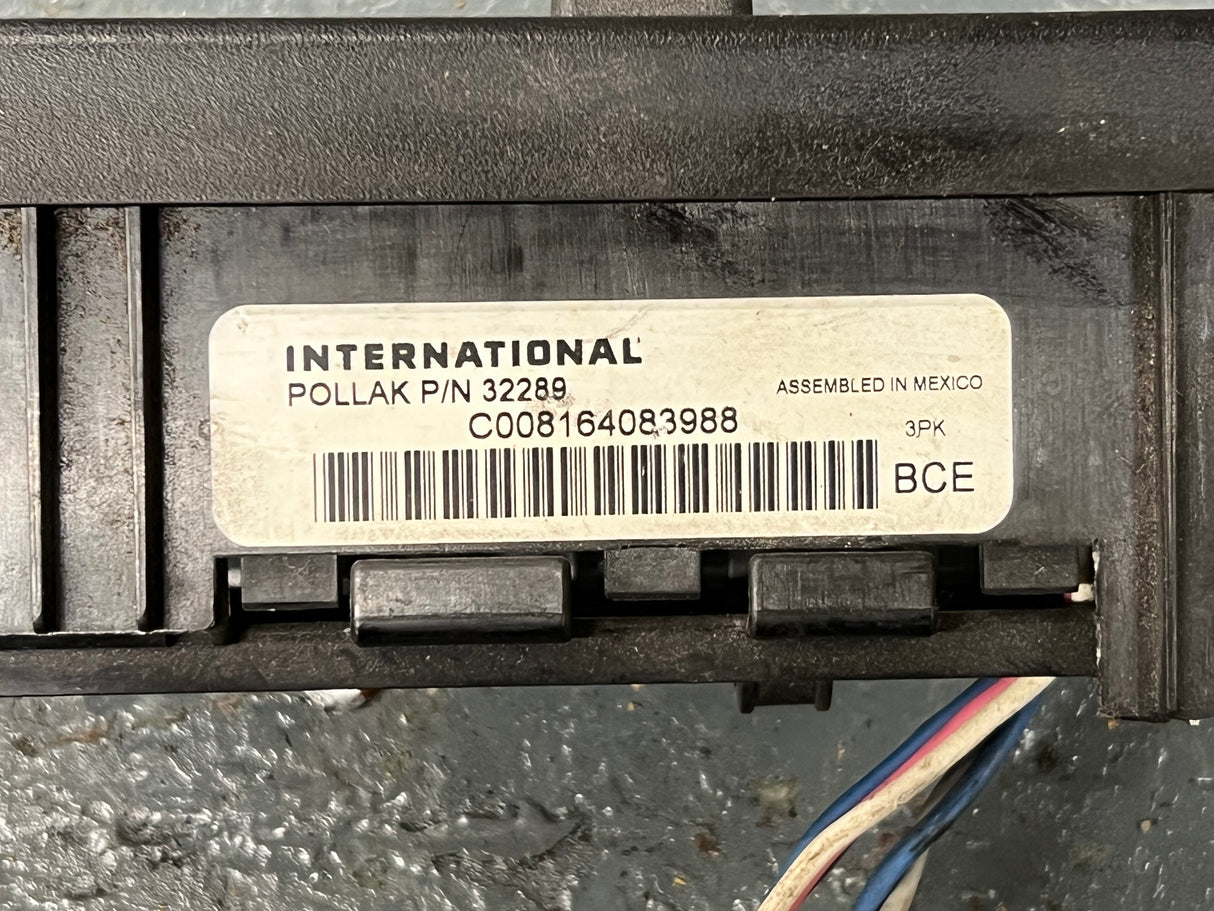 INTERNATIONAL
POLLAK P/N 32289
ASSEMBLED IN MEXICO
C008164083988
3PK
BCE